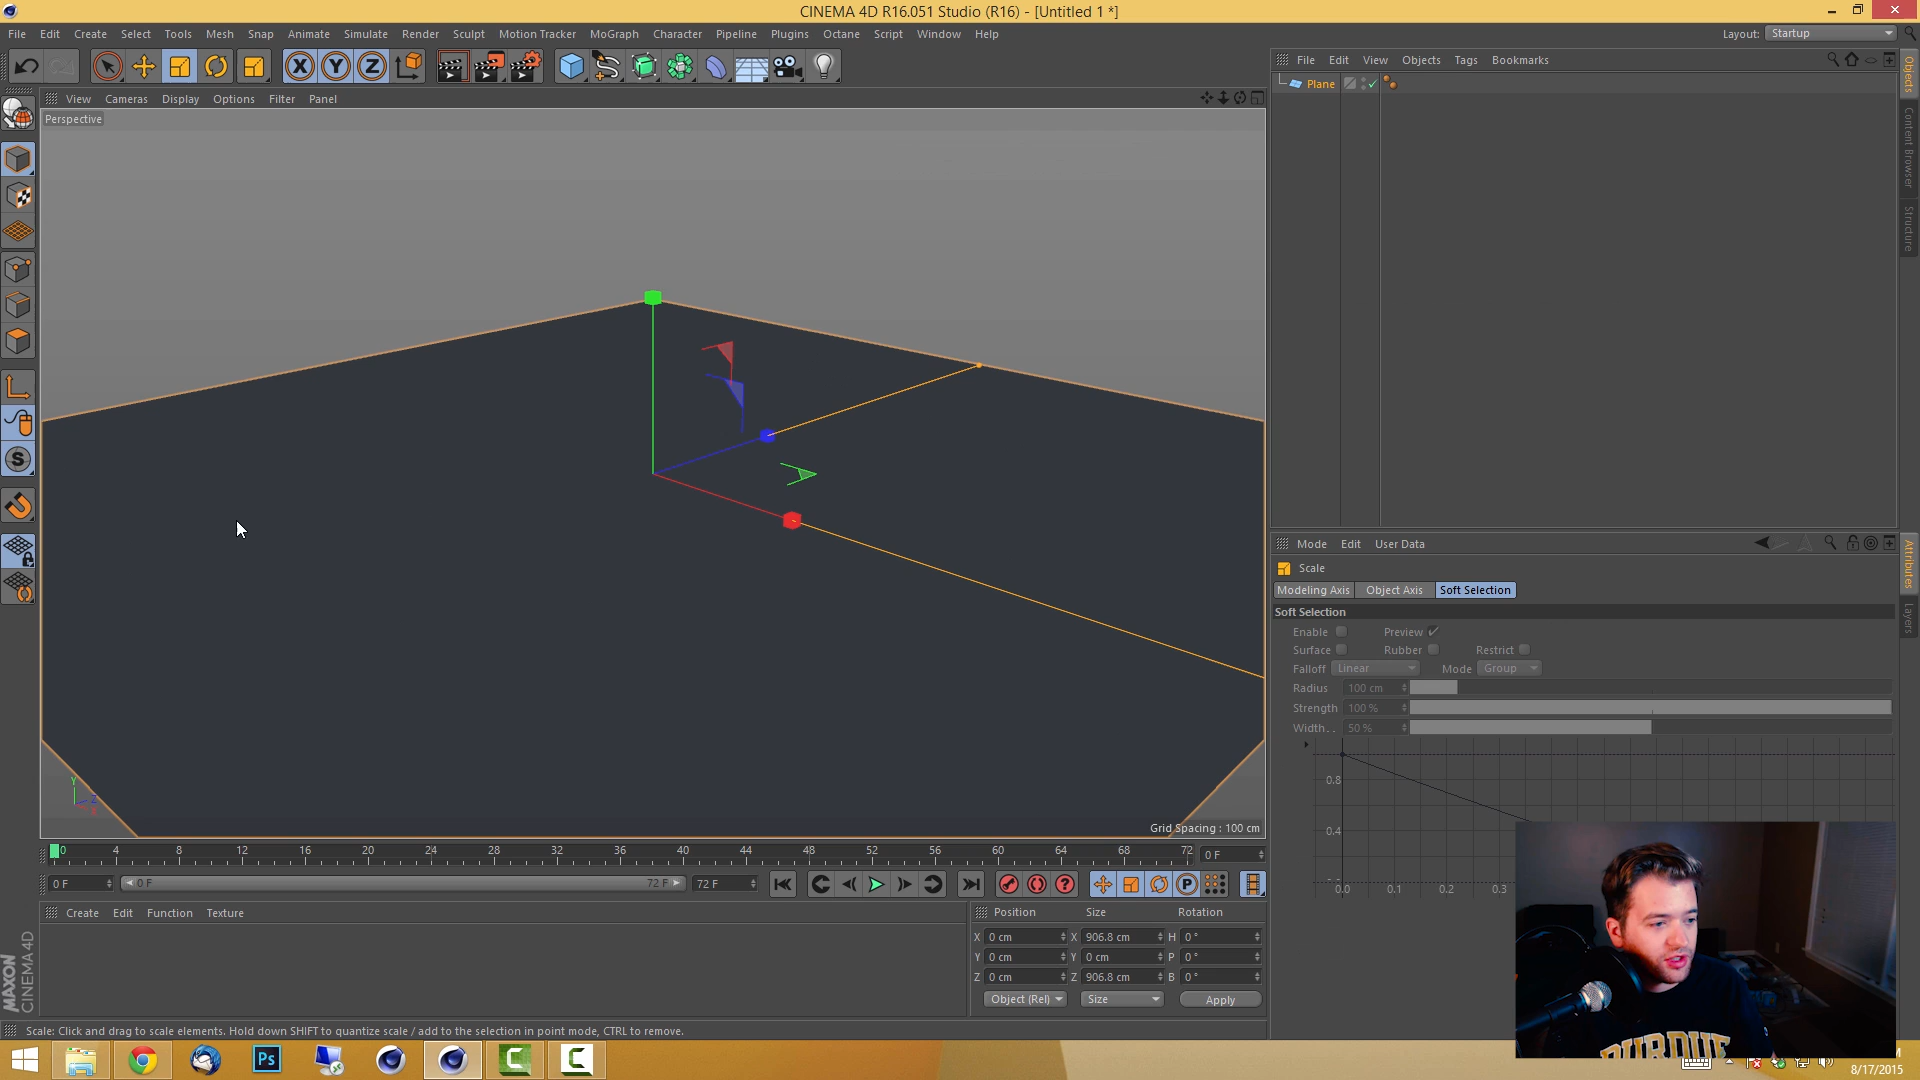 CINEMA 4D R16.051 Studio (R16) - [Untitled 1 *]
File Edit Create Select Tools Mesh Snap Animate Simulate Render Sculpt Motion Tracker MoGraph Character Pipeline Plugins Octane Script Window Help
Layout: Startup
View Cameras Display Options Filter Panel
Perspective
File Edit View Objects Tags Bookmarks
Plane
Objects
Content Browser
Structure
Mode Edit User Data
Scale
Modeling Axis Object Axis Soft Selection
Soft Selection
Enable Preview
Surface Rubber Restrict
Falloff Linear Mode Group
Radius 100 cm
Strength 100 %
Width.. 50 %
0.8
0.4
0.0 0.1 0.2 0.3
Attributes
Layers
Y
Z
X
Grid Spacing : 100 cm
0 4 8 12 16 20 24 28 32 36 40 44 48 52 56 60 64 68 72
0 F
0 F 0 F 72 F 72 F
Create Edit Function Texture
Position Size Rotation
X 0 cm X 906.8 cm H 0 °
Y 0 cm Y 0 cm P 0 °
Z 0 cm Z 906.8 cm B 0 °
Object (Rel) Size Apply
MAXON
CINEMA 4D
Scale: Click and drag to scale elements. Hold down SHIFT to quantize scale / add to the selection in point mode, CTRL to remove.
PURDUE
8/17/2015